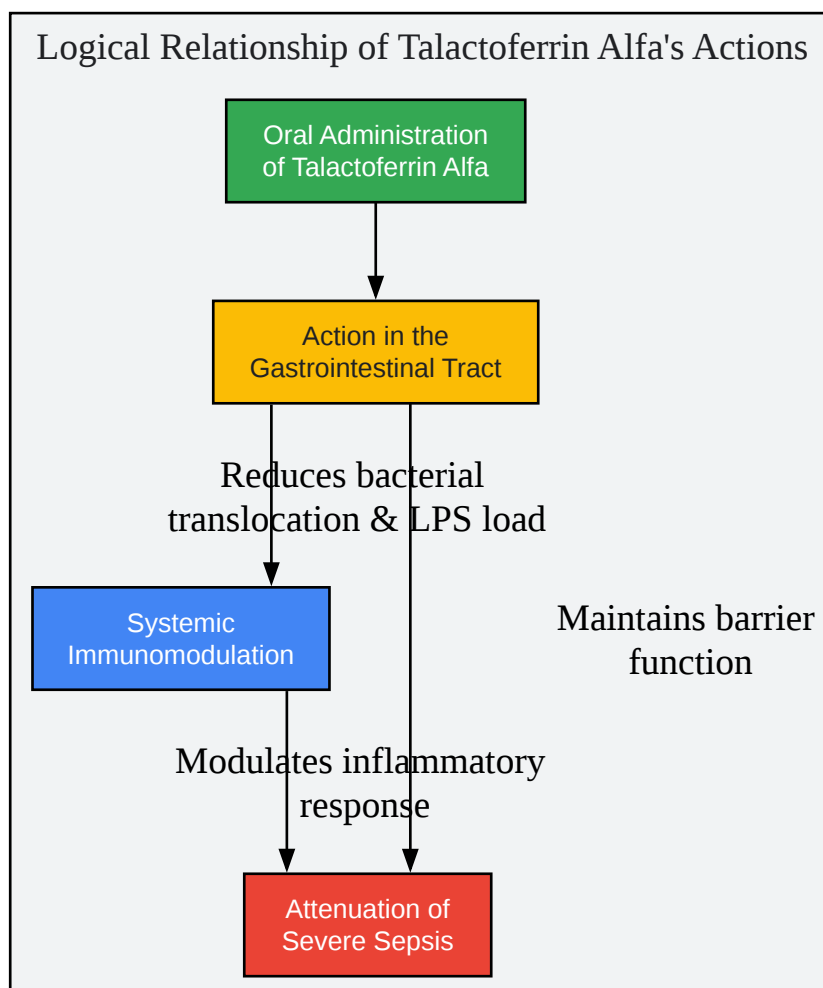 Logical Relationship of Talactoferrin Alfa's Actions
Oral Administration
of Talactoferrin Alfa
Action in the
Gastrointestinal Tract
Reduces bacterial
translocation & LPS load
Systemic
Immunomodulation
Maintains barrier
function
Modulates inflammatory
response
Attenuation of
Severe Sepsis